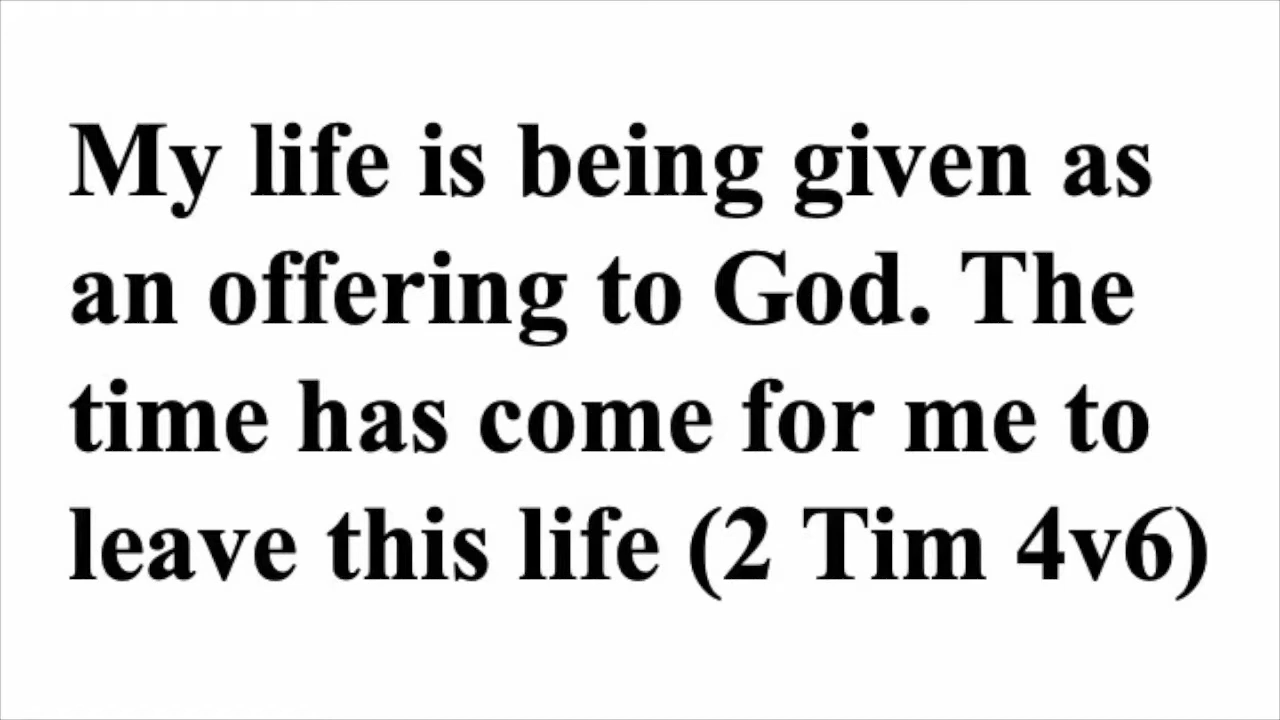 My life is being given as
an offering to God. The
time has come for me to
leave this life (2 Tim 4v6)